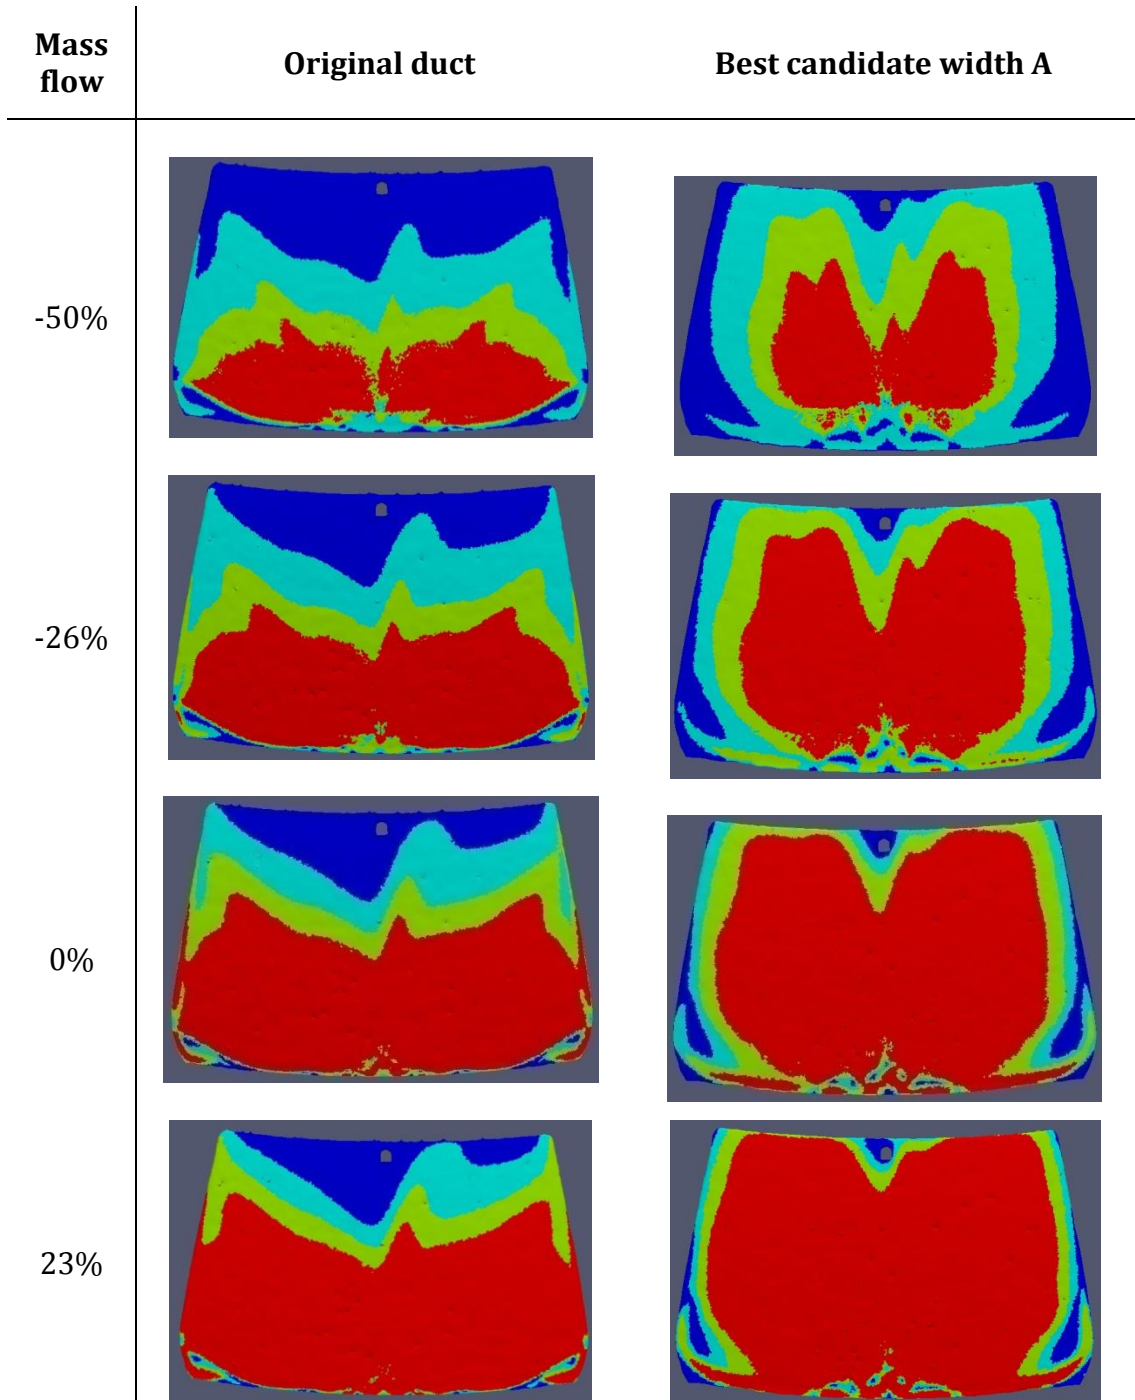 Mass
flow
Original duct
Best candidate width A
-50%
-26%
0%
23%